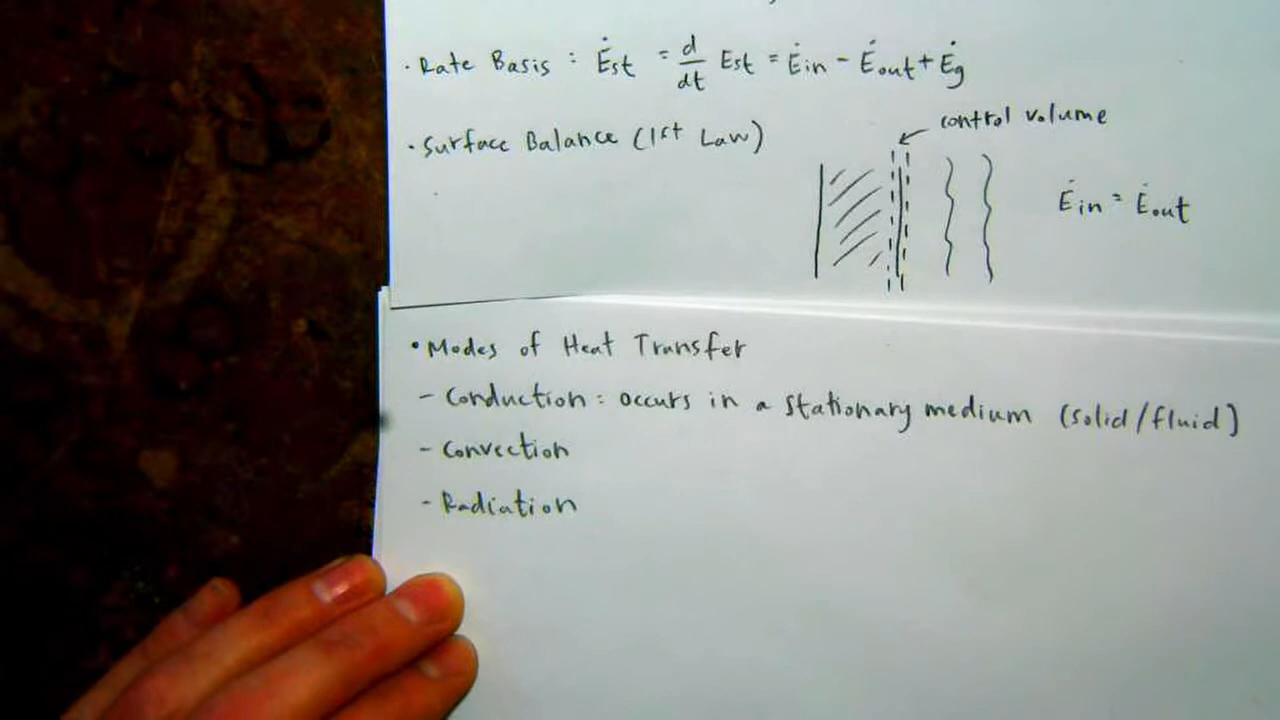 · Rate Basis : Ėst = d/dt Est = Ėin - Ėout + Ėg
· Surface Balance (1st Law)
control volume
Ėin = Ėout
• Modes of Heat Transfer
- Conduction : occurs in a stationary medium (solid/fluid)
- Convection
- Radiation